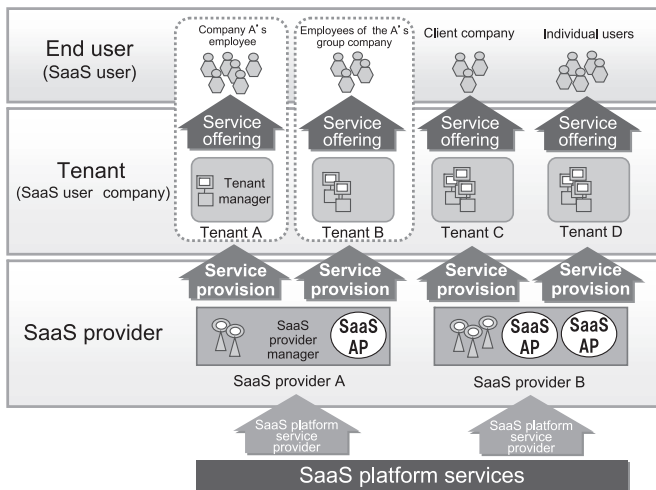 End user
(SaaS user)
Company A's
employee
Employees of the A's
group company
Client company
Individual users
Service
offering
Service
offering
Service
offering
Service
offering
Tenant
(SaaS user company)
Tenant
manager
Tenant A
Tenant B
Tenant C
Tenant D
Service
provision
Service
provision
Service
provision
Service
provision
SaaS provider
SaaS
provider
manager
SaaS
AP
SaaS
AP
SaaS
AP
SaaS provider A
SaaS provider B
SaaS platform
service
provider
SaaS platform
service
provider
SaaS platform services